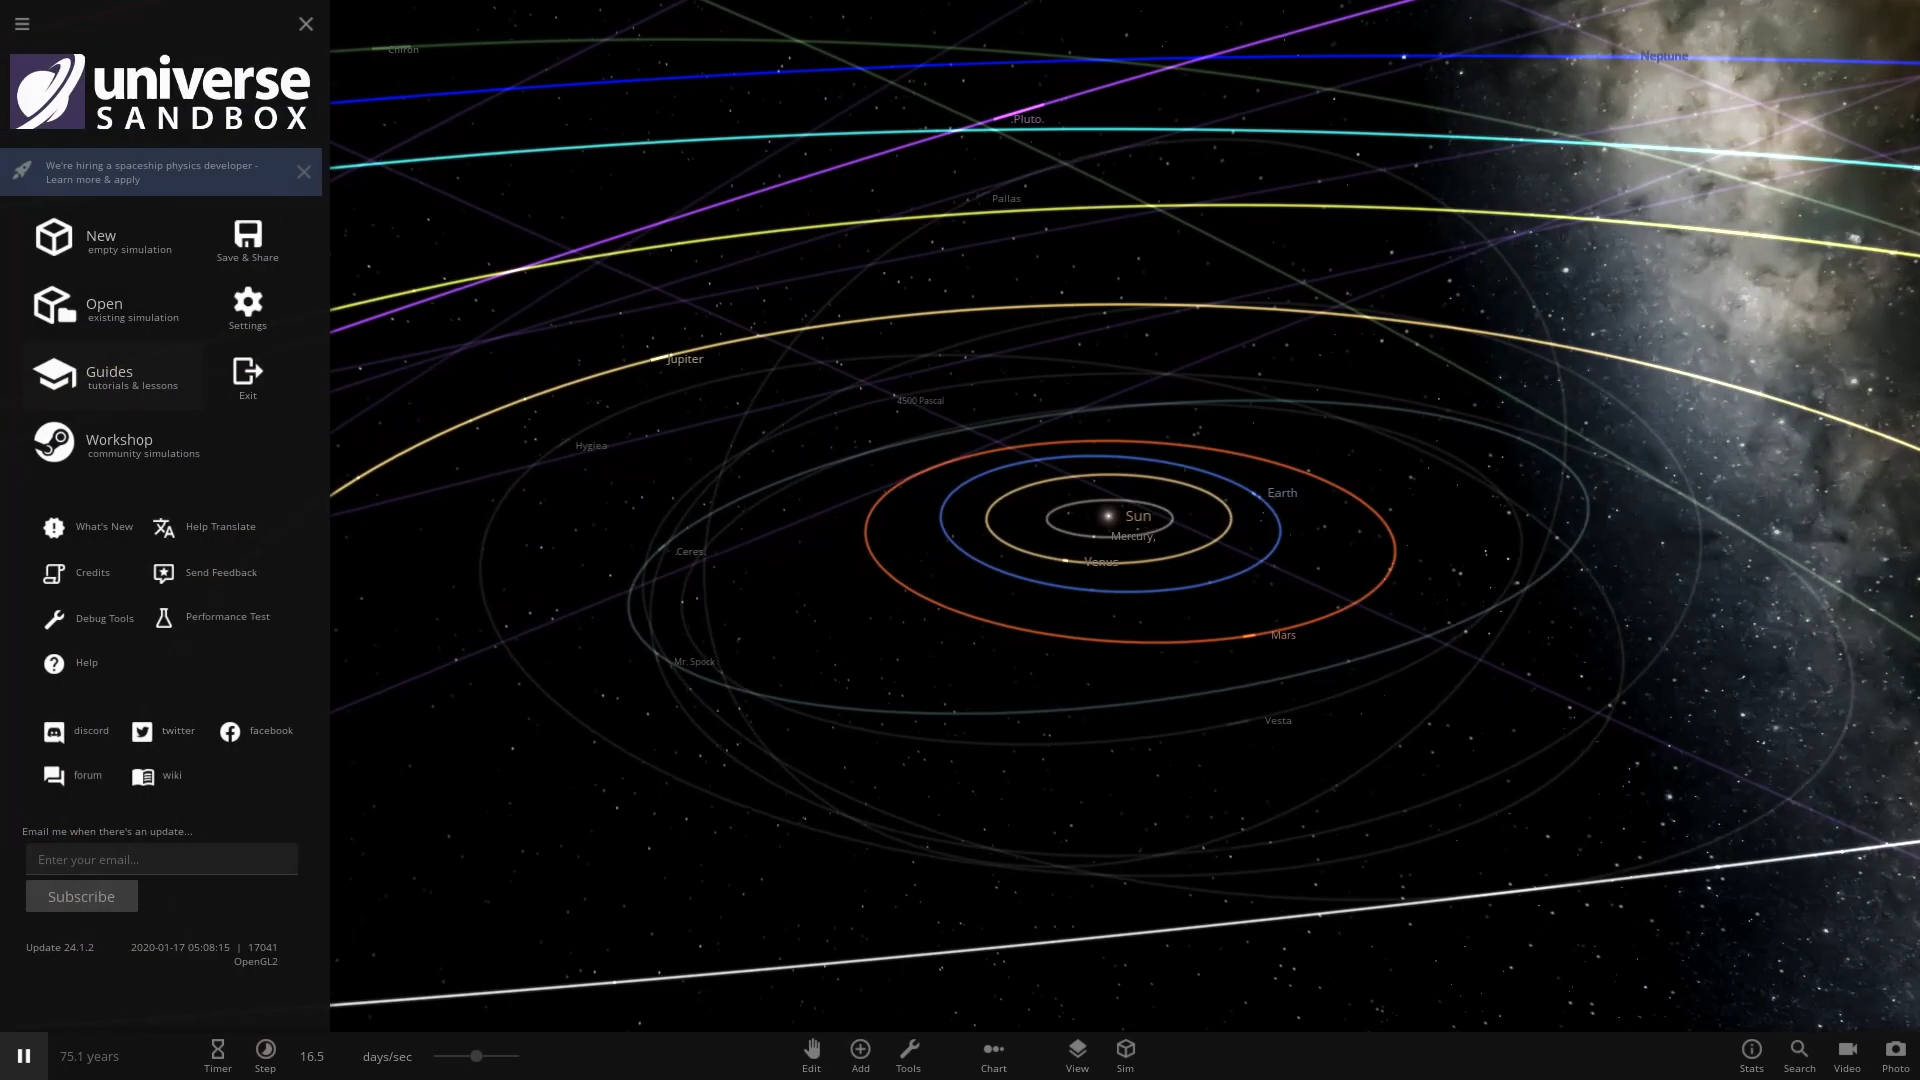 universe
SANDBOX
We're hiring a spaceship physics developer -
Learn more & apply
New
empty simulation
Save & Share
Open
existing simulation
Settings
Guides
tutorials & lessons
Exit
Workshop
community simulations
What's New
Help Translate
Credits
Send Feedback
Debug Tools
Performance Test
Help
discord
twitter
facebook
forum
wiki
Email me when there's an update...
Enter your email...
Subscribe
Update 24.1.2
2020-01-17 05:08:15 | 17041
OpenGL2
Chiron
Neptune
.Pluto.
Pallas
Jupiter
4500 Pascal
Hygiea
Earth
Sun
Mercury,
Ceres
Venus
Mars
Mr. Spock
Vesta
75.1 years
Timer
Step
16.5
days/sec
Edit
Add
Tools
Chart
View
Sim
Stats
Search
Video
Photo